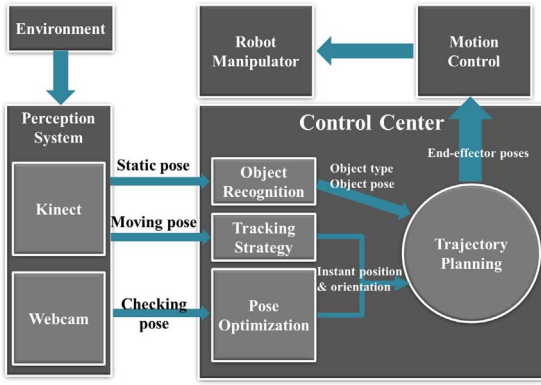 Environment
Robot
Manipulator
Motion
Control
Perception
System
Control Center
Static pose
Object
Recognition
Object type
Object pose
End-effector poses
Kinect
Moving pose
Tracking
Strategy
Trajectory
Planning
Instant position
& orientation
Webcam
Checking
pose
Pose
Optimization